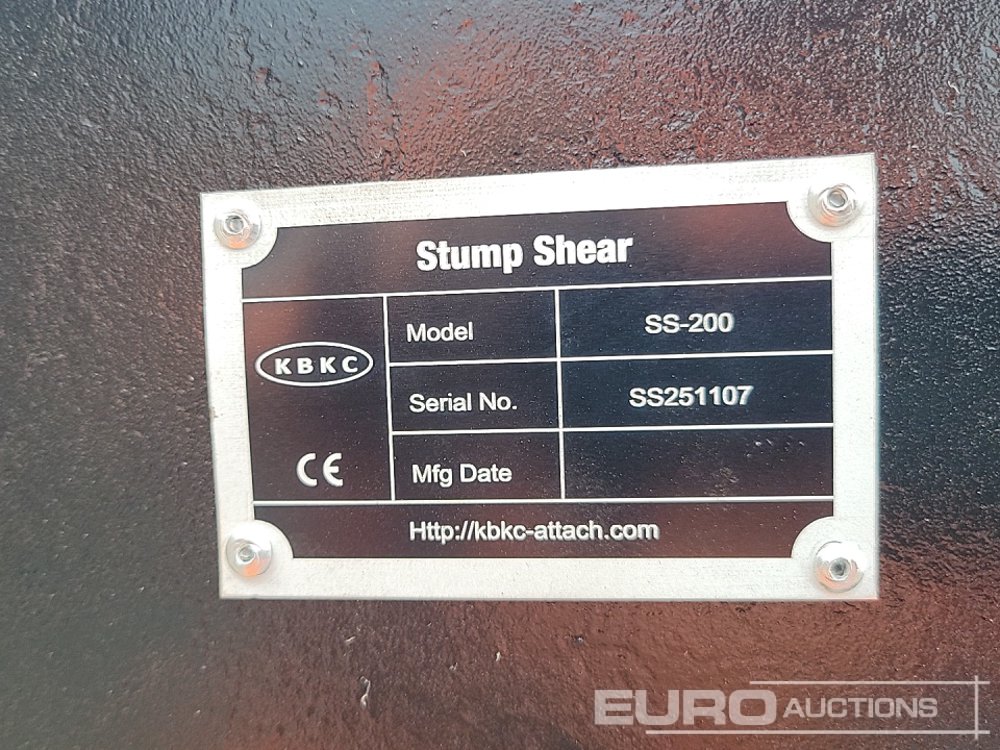 Stump Shear
Model SS-200
KBKC
Serial No. SS251107
CE
Mfg Date
Http://kbkc-attach.com
EURO AUCTIONS